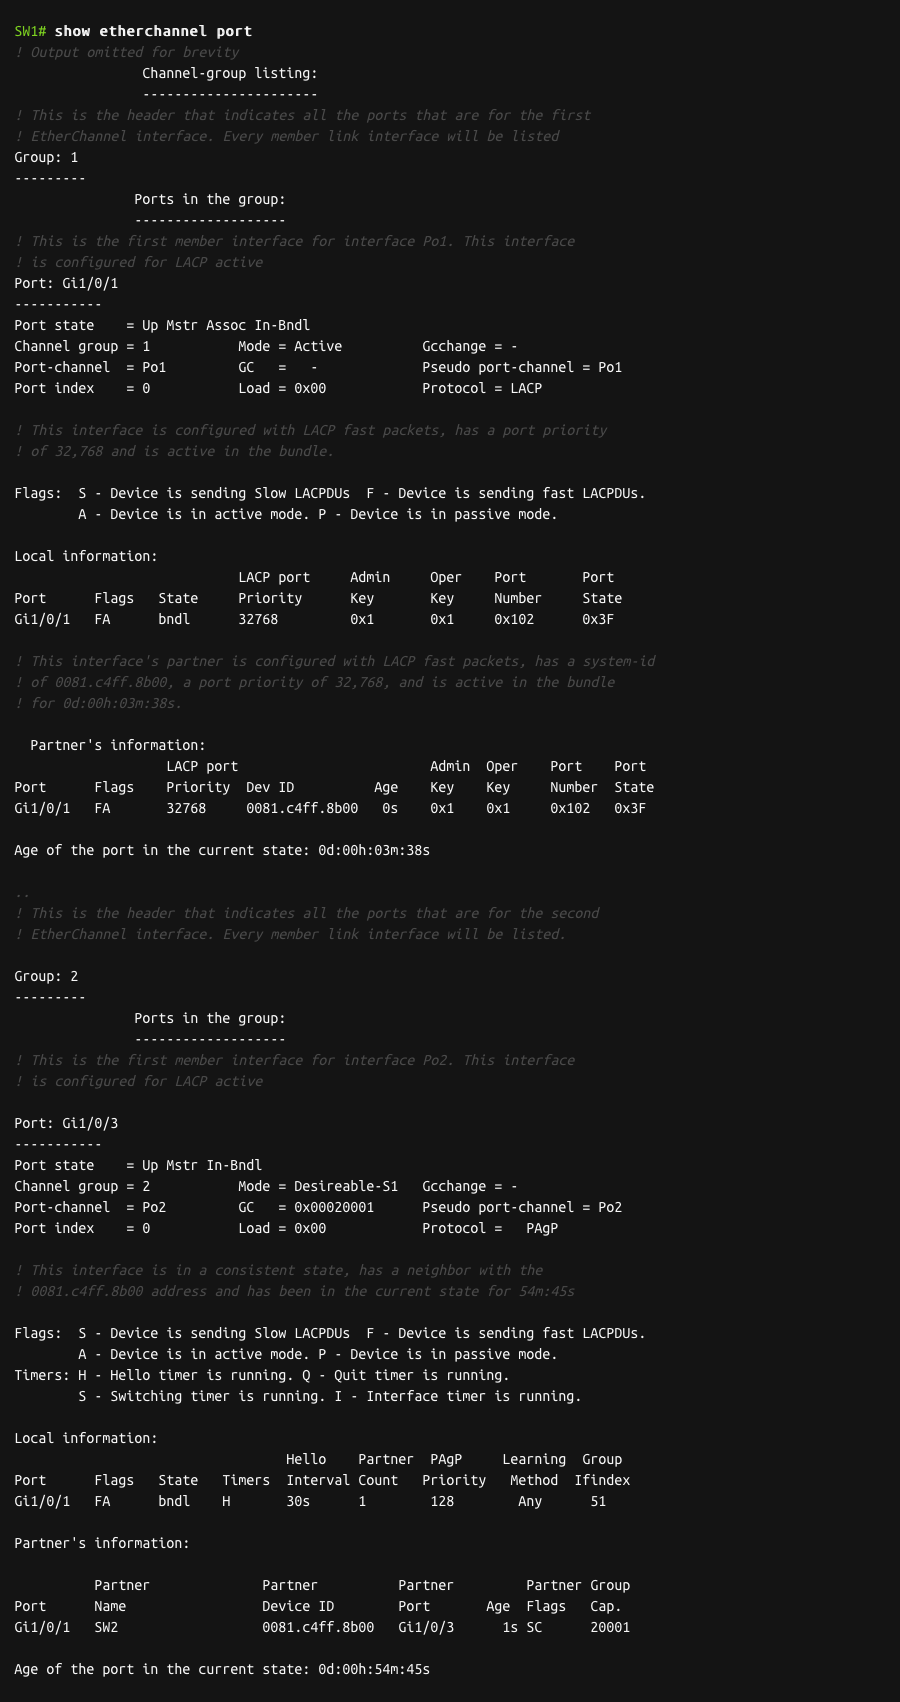 SW1# show etherchannel port
! Output omitted for brevity
Channel-group listing:
----------------------
! This is the header that indicates all the ports that are for the first
! EtherChannel interface. Every member link interface will be listed
Group: 1
---------
Ports in the group:
-------------------
! This is the first member interface for interface Po1. This interface
! is configured for LACP active
Port: Gi1/0/1
-----------
Port state    = Up Mstr Assoc In-Bndl
Channel group = 1           Mode = Active          Gcchange = -
Port-channel  = Po1         GC   =   -             Pseudo port-channel = Po1
Port index    = 0           Load = 0x00            Protocol = LACP
! This interface is configured with LACP fast packets, has a port priority
! of 32,768 and is active in the bundle.
Flags:  S - Device is sending Slow LACPDUs  F - Device is sending fast LACPDUs.
        A - Device is in active mode. P - Device is in passive mode.
Local information:
                            LACP port     Admin     Oper    Port       Port
Port      Flags   State     Priority      Key       Key     Number     State
Gi1/0/1   FA      bndl      32768         0x1       0x1     0x102      0x3F
! This interface's partner is configured with LACP fast packets, has a system-id
! of 0081.c4ff.8b00, a port priority of 32,768, and is active in the bundle
! for 0d:00h:03m:38s.
  Partner's information:
                   LACP port                        Admin  Oper    Port    Port
Port      Flags    Priority  Dev ID          Age    Key    Key     Number  State
Gi1/0/1   FA       32768     0081.c4ff.8b00   0s    0x1    0x1     0x102   0x3F
Age of the port in the current state: 0d:00h:03m:38s
..
! This is the header that indicates all the ports that are for the second
! EtherChannel interface. Every member link interface will be listed.
Group: 2
---------
Ports in the group:
-------------------
! This is the first member interface for interface Po2. This interface
! is configured for LACP active
Port: Gi1/0/3
-----------
Port state    = Up Mstr In-Bndl
Channel group = 2           Mode = Desireable-S1   Gcchange = -
Port-channel  = Po2         GC   = 0x00020001      Pseudo port-channel = Po2
Port index    = 0           Load = 0x00            Protocol =   PAgP
! This interface is in a consistent state, has a neighbor with the
! 0081.c4ff.8b00 address and has been in the current state for 54m:45s
Flags:  S - Device is sending Slow LACPDUs  F - Device is sending fast LACPDUs.
        A - Device is in active mode. P - Device is in passive mode.
Timers: H - Hello timer is running. Q - Quit timer is running.
        S - Switching timer is running. I - Interface timer is running.
Local information:
                                  Hello    Partner  PAgP     Learning  Group
Port      Flags   State   Timers  Interval Count   Priority   Method  Ifindex
Gi1/0/1   FA      bndl    H       30s      1        128        Any      51
Partner's information:
          Partner              Partner          Partner         Partner Group
Port      Name                 Device ID        Port       Age  Flags   Cap.
Gi1/0/1   SW2                  0081.c4ff.8b00   Gi1/0/3      1s SC      20001
Age of the port in the current state: 0d:00h:54m:45s